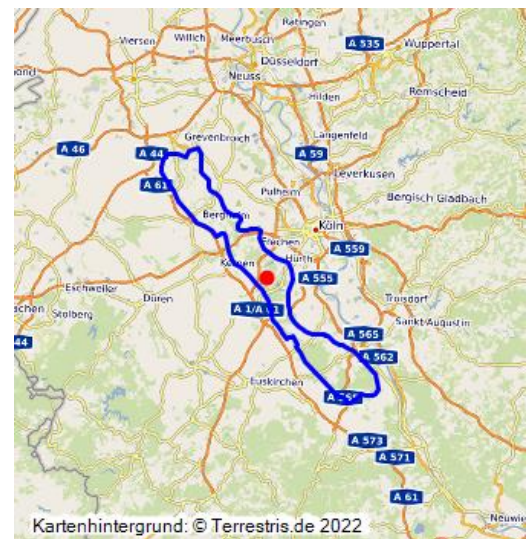 Ratingen
Viersen
Willich
Meerbusch
A 535
Wuppertal
Düsseldorf
Neuss
Hilden
Remscheid
Grevenbroich
Langenfeld
A 46
A 44
A 59
A 61
Leverkusen
Pulheim
Bergisch Gladbach
Bergheim
Köln
Frechen
A 559
Hürth
Kerpen
A 555
Eschweiler
Düren
Troisdorf
Stolberg
A 1/A 61
Sankt Augustin
A 565
44
A 562
Euskirchen
A 573
A 571
A 61
Neuwie
Kartenhintergrund: © Terrestris.de 2022